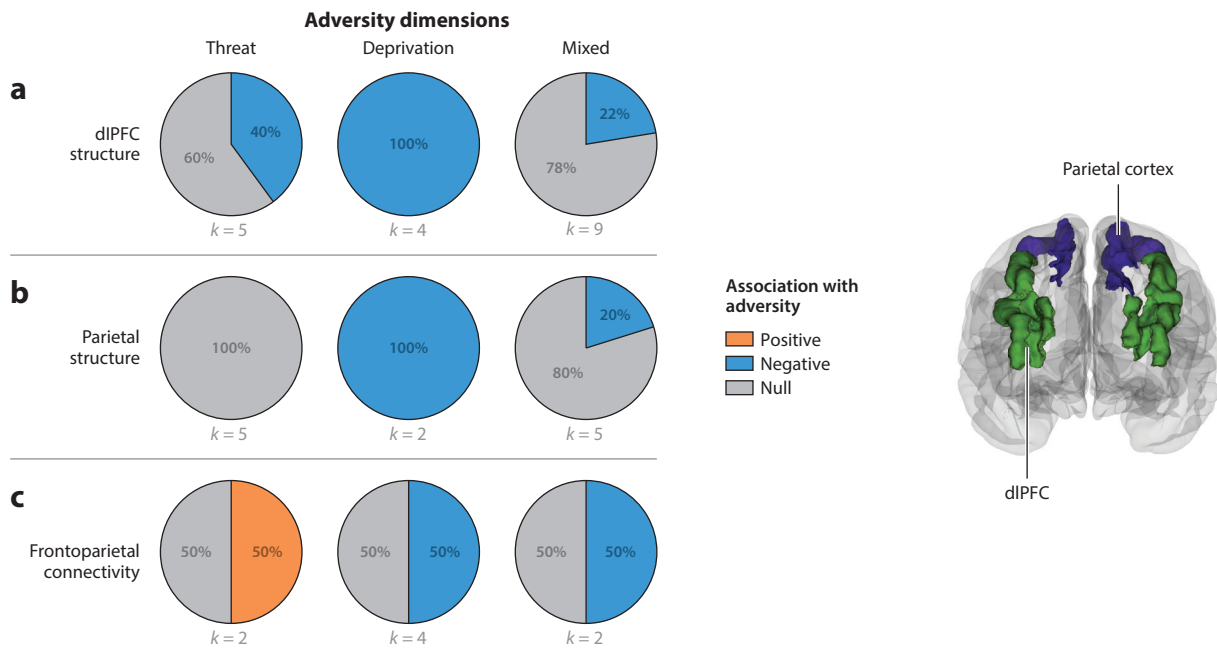 Adversity dimensions
Threat
Deprivation
Mixed
a
dlPFC
structure
40%
60%
100%
22%
78%
k = 5
k = 4
k = 9
b
Parietal
structure
100%
100%
20%
80%
k = 5
k = 2
k = 5
c
Frontoparietal
connectivity
50%
50%
50%
50%
50%
50%
k = 2
k = 4
k = 2
Association with
adversity
Positive
Negative
Null
Parietal cortex
dlPFC